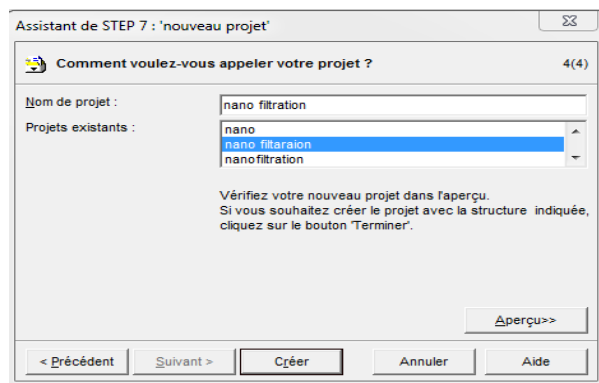 Assistant de STEP 7 : 'nouveau projet'
Comment voulez-vous appeler votre projet ? 4(4)
Nom de projet : nano filtration
Projets existants : nano
nano filtaraion
nanofiltration
Vérifiez votre nouveau projet dans l'aperçu.
Si vous souhaitez créer le projet avec la structure indiquée,
cliquez sur le bouton 'Terminer'.
Aperçu>>
< Précédent Suivant > Créer Annuler Aide